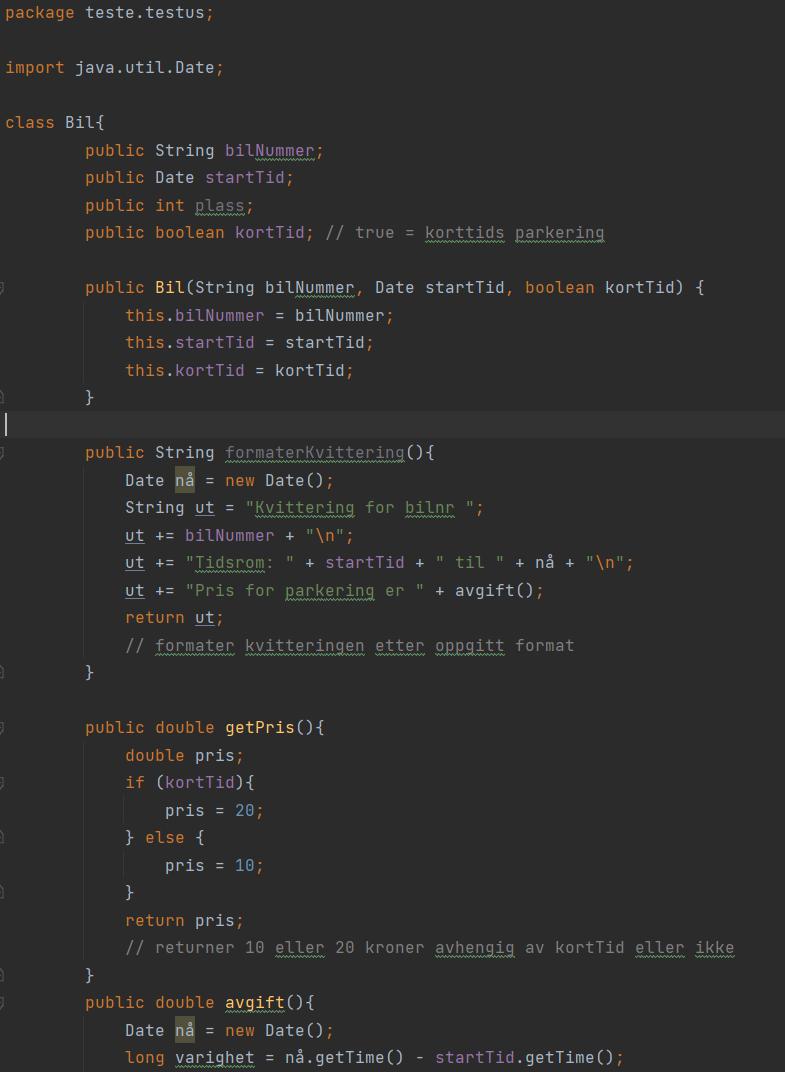 package teste.testus;
import java.util.Date;
class Bil{
public String bilNummer;
public Date startTid;
public int plass;
public boolean kortTid; // true = korttids parkering
public Bil(String bilNummer, Date startTid, boolean kortTid) {
this.bilNummer = bilNummer;
this.startTid = startTid;
this.kortTid = kortTid;
}
public String formaterKvittering(){
Date nå = new Date();
String ut = "Kvittering for bilnr ";
ut += bilNummer + "\n";
ut += "Tidsrom: " + startTid + " til " + nå + "\n";
ut += "Pris for parkering er " + avgift();
return ut;
// formater kvitteringen etter oppgitt format
}
public double getPris(){
double pris;
if (kortTid){
pris = 20;
} else {
pris = 10;
}
return pris;
// returner 10 eller 20 kroner avhengig av kortTid eller ikke
}
public double avgift(){
Date nå = new Date();
long varighet = nå.getTime() - startTid.getTime();